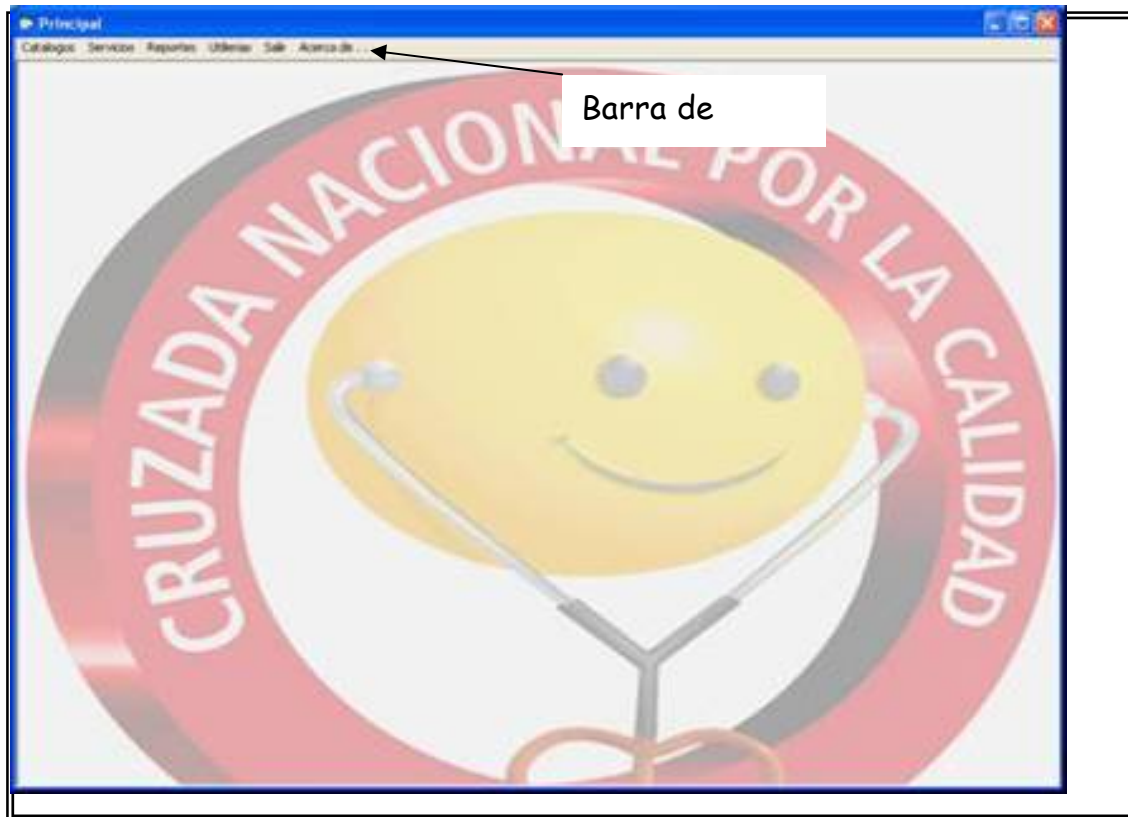 Principal
Catalogos Servicios Reportes Utilerias Salir Acerca de ...
Barra de
CRUZADA NACIONAL POR LA CALIDAD